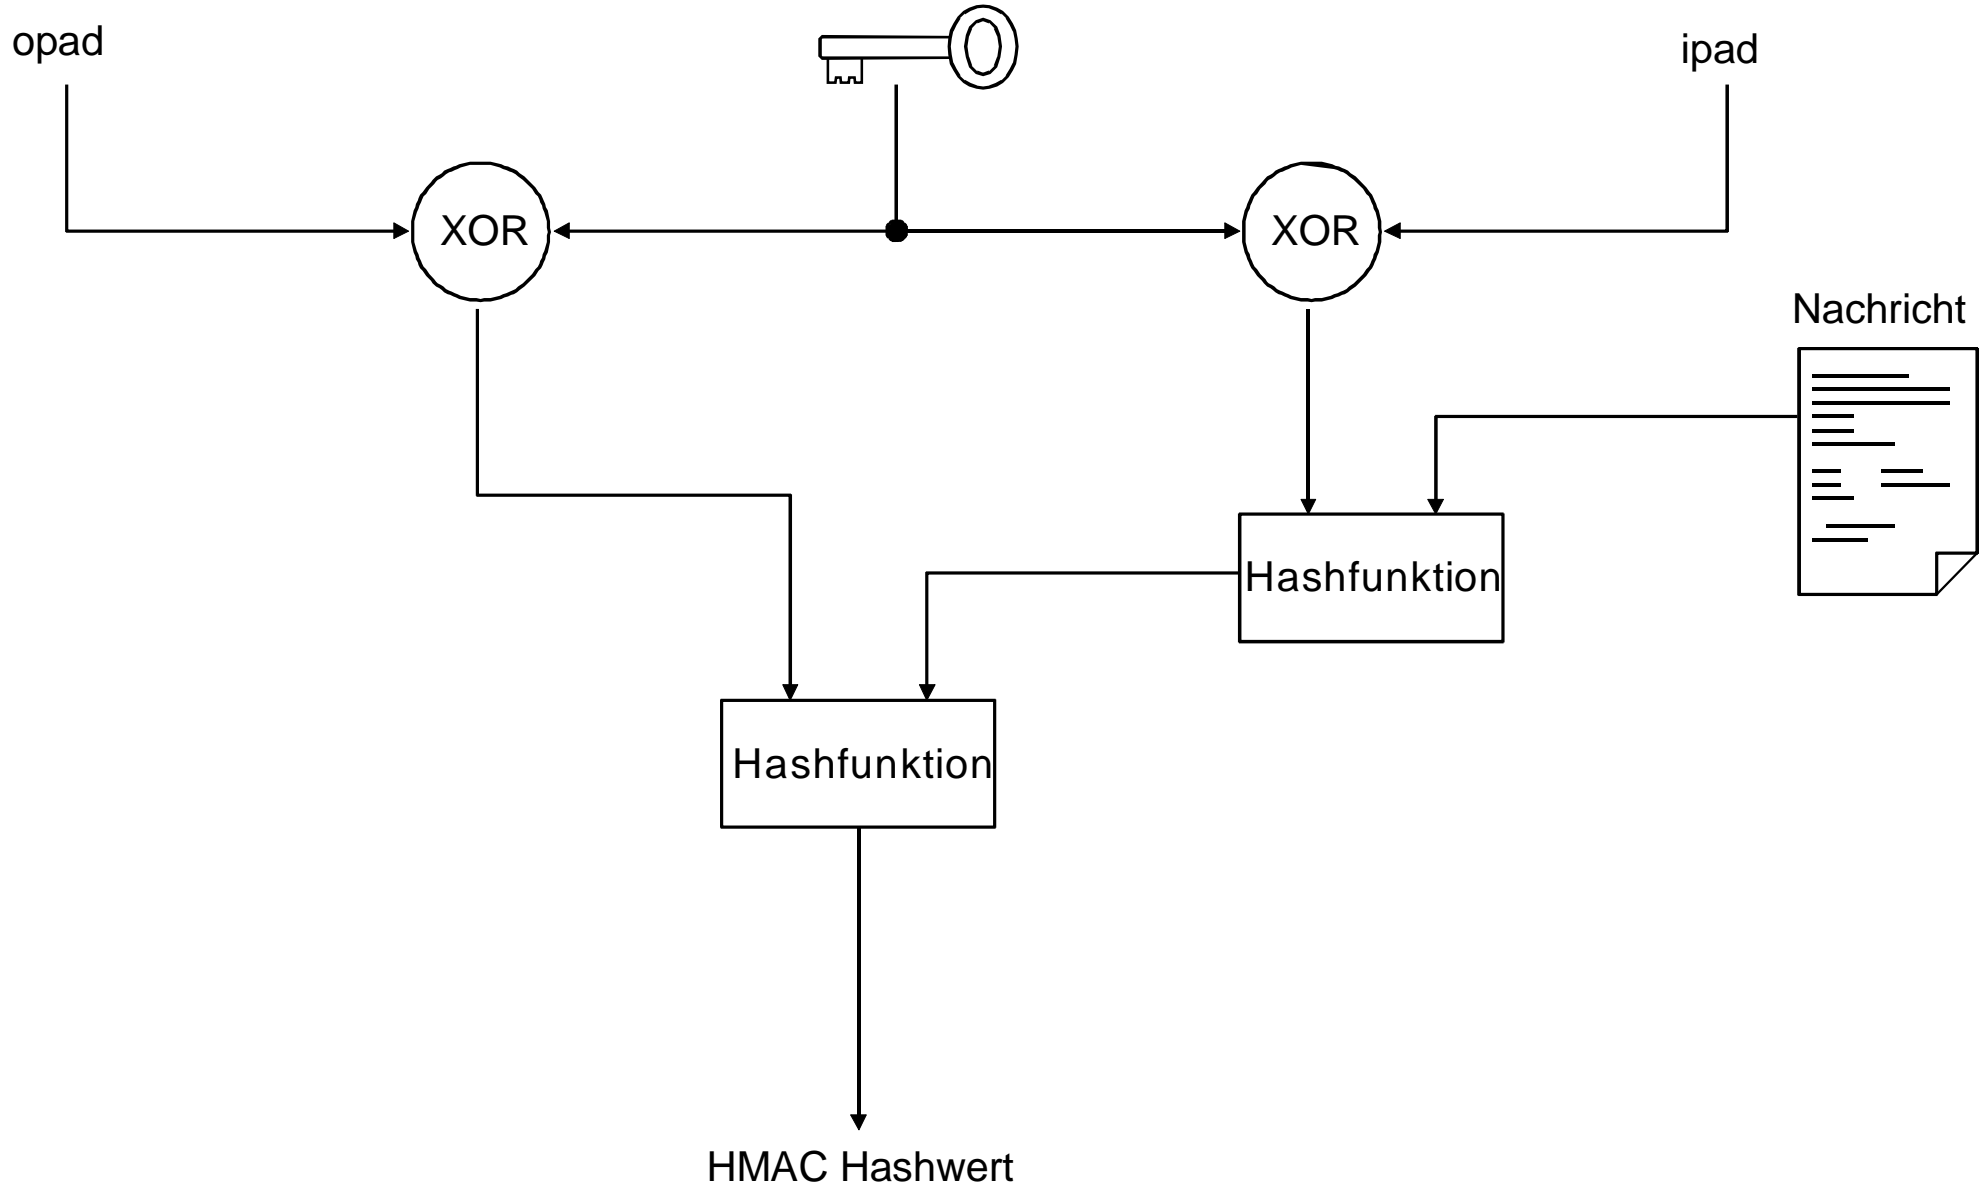 opad
ipad
XOR
XOR
Nachricht
Hashfunktion
Hashfunktion
HMAC Hashwert